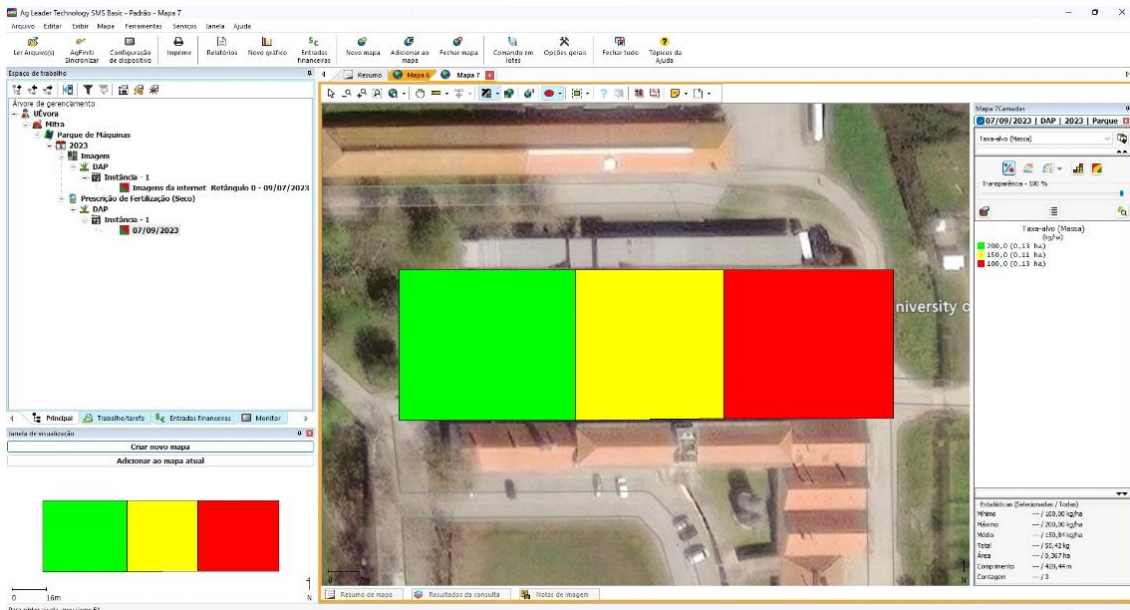 Ag Leader Technology SMS Basic - Padrão - Mapa 7
Arquivo Editar Exibir Mapa Ferramentas Serviços Janela Ajuda
Ler Arquivo(s) AgFiniti Sincronizar Configuração de dispositivo Imprimir Relatórios Novo gráfico Entradas financeiras Novo mapa Adicionar ao mapa Fechar mapa Comando em lotes Opções gerais Fechar tudo Tópicos da Ajuda
Espaço de trabalho
Resumo Mapa 6 Mapa 7
Árvore de gerenciamento
UÉvora
Mitra
Parque de Máquinas
2023
Imagem
DAP
Instância - 1
Imagens da internet Retângulo 0 - 09/07/2023
Prescrição de Fertilização (Seco)
DAP
Instância - 1
07/09/2023
Principal Trabalho/tarefa Entradas financeiras Monitor
Janela de visualização
Criar novo mapa
Adicionar ao mapa atual
0 16m
N
Para obter ajuda, pressione F1
niversity o
N
Resumo de mapa Resultados da consulta Notas de imagem
Mapa 7Camadas
07/09/2023 | DAP | 2023 | Parque
Taxa-alvo (Massa)
Transparência - 100 %
Taxa-alvo (Massa)
(kg/ha)
200,0 (0,13 ha)
150,0 (0,11 ha)
100,0 (0,13 ha)
Estatísticas (Selecionadas / Todas)
Mínimo --- / 100,00 kg/ha
Máximo --- / 200,00 kg/ha
Médio --- / 150,84 kg/ha
Total --- / 55,42 kg
Área --- / 0,367 ha
Comprimento --- / 420,44 m
Contagem --- / 3